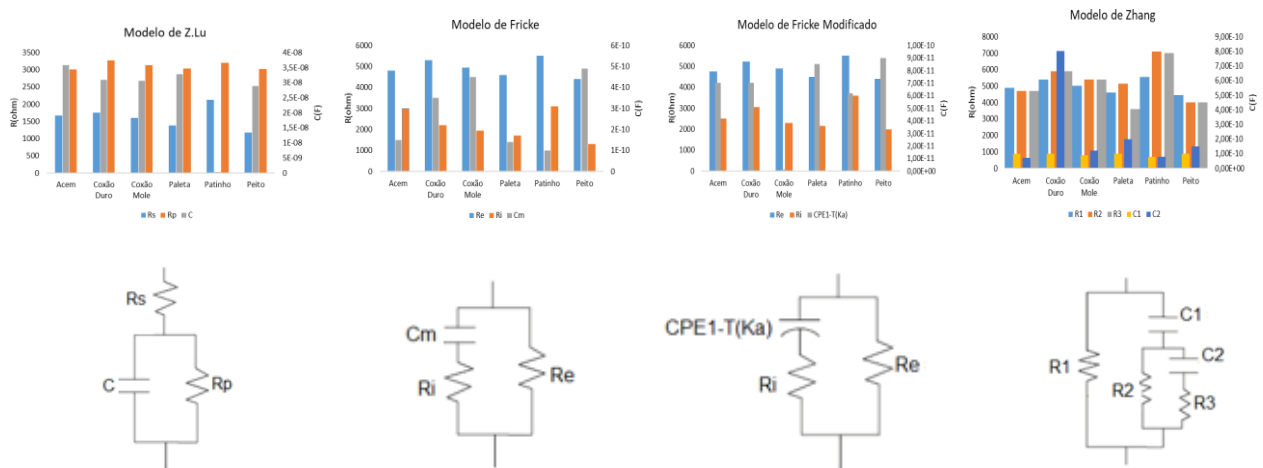 Modelo de Z.Lu
3500
3000
2500
2000
1500
1000
500
0
R(ohm)
4E-08
3,5E-08
3E-08
2,5E-08
2E-08
1,5E-08
1E-08
5E-09
0
C(F)
Acem Coxão Duro Coxão Mole Paleta Patinho Peito
Rs Rp C
Modelo de Fricke
6000
5000
4000
3000
2000
1000
0
R(ohm)
6E-10
5E-10
4E-10
3E-10
2E-10
1E-10
0
C(F)
Acem Coxão Duro Coxão Mole Paleta Patinho Peito
Re Ri Cm
Modelo de Fricke Modificado
6000
5000
4000
3000
2000
1000
0
R(ohm)
1,00E-10
9,00E-11
8,00E-11
7,00E-11
6,00E-11
5,00E-11
4,00E-11
3,00E-11
2,00E-11
1,00E-11
0,00E+00
C(F)
Acem Coxão Duro Coxão Mole Paleta Patinho Peito
Re Ri CPE1-T(Ka)
Modelo de Zhang
8000
7000
6000
5000
4000
3000
2000
1000
0
R(ohm)
9,00E-10
8,00E-10
7,00E-10
6,00E-10
5,00E-10
4,00E-10
3,00E-10
2,00E-10
1,00E-10
0,00E+00
C(F)
Acem Coxão Duro Coxão Mole Paleta Patinho Peito
R1 R2 R3 C1 C2
Rs
C
Rp
Cm
Ri
Re
CPE1-T(Ka)
Ri
Re
C1
C2
R1
R2
R3